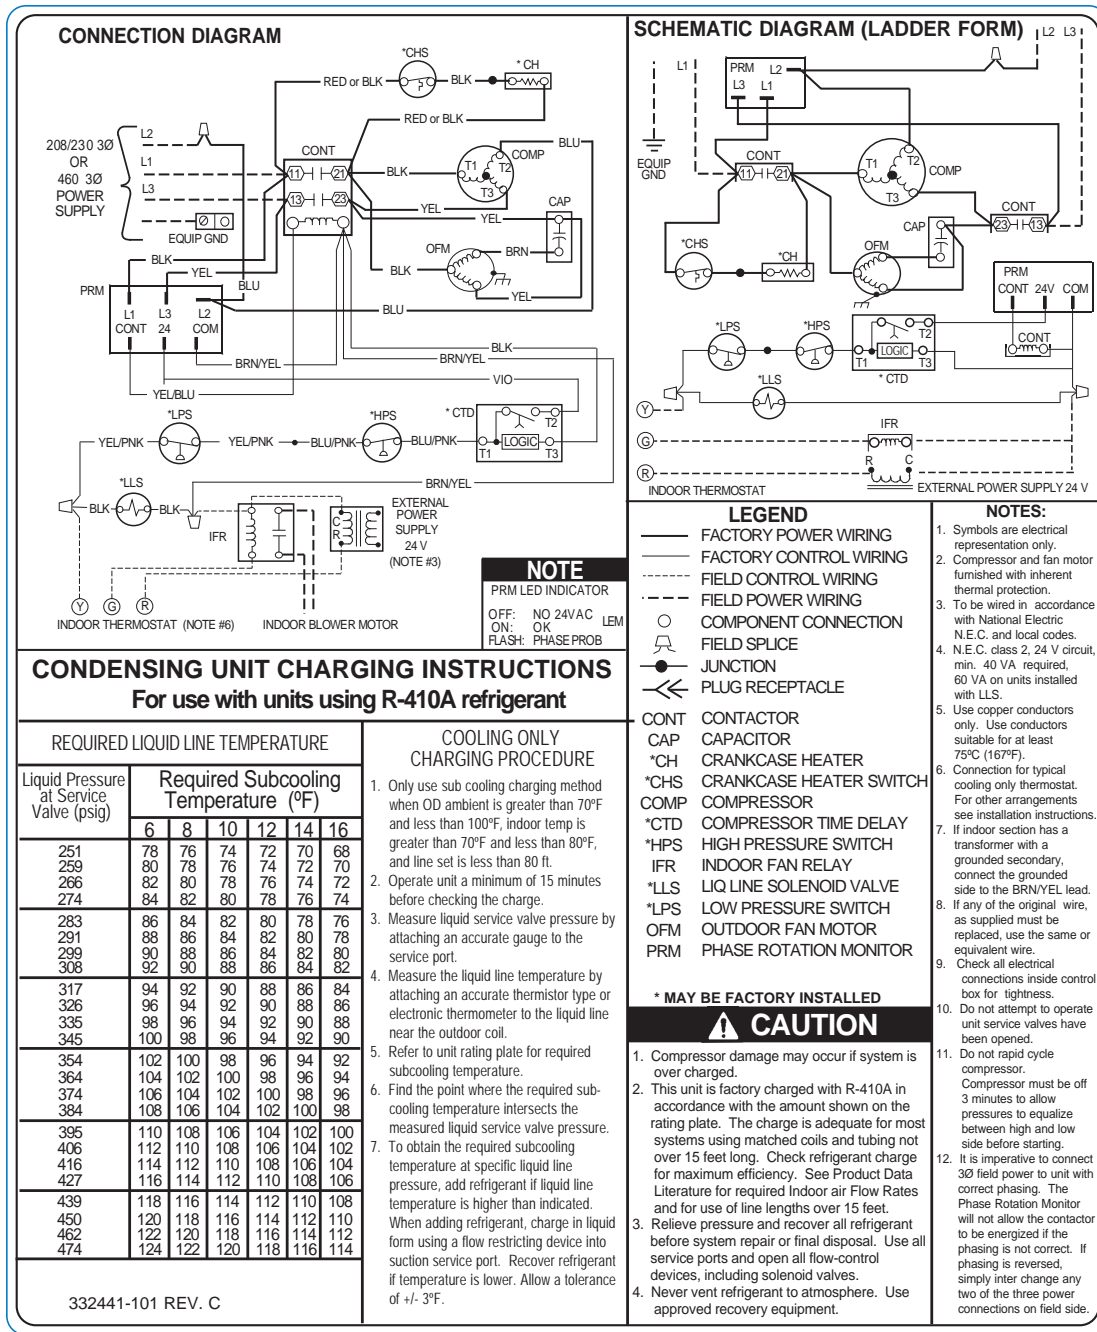 CONNECTION DIAGRAM
*CHS
* CH
RED or BLK
BLK
RED or BLK
BLU
L2
208/230 3Ø
OR
460 3Ø
POWER
SUPPLY
L1
L3
CONT
11
21
13
23
BLK
T1
T2
T3
COMP
YEL
YEL
CAP
EQUIP GND
OFM
BRN
BLK
YEL
BLK
YEL
BLU
BLU
PRM
L1
L3
L2
CONT
24
COM
BLK
BRN/YEL
BRN/YEL
VIO
YEL/BLU
*LPS
*HPS
* CTD
T2
YEL/PNK
YEL/PNK
BLU/PNK
BLU/PNK
LOGIC
T1
T3
*LLS
BRN/YEL
BLK
BLK
IFR
C
R
EXTERNAL
POWER
SUPPLY
24 V
(NOTE #3)
Y
G
R
INDOOR THERMOSTAT (NOTE #6)
INDOOR BLOWER MOTOR
NOTE
PRM LED INDICATOR
OFF: NO 24VAC
ON: OK
FLASH: PHASE PROB
LEM
SCHEMATIC DIAGRAM (LADDER FORM)
L2 L3
L1
PRM
L2
L3
L1
EQUIP
GND
CONT
11
21
T1
T2
T3
COMP
CONT
23
13
CAP
*CHS
*CH
OFM
PRM
CONT 24V COM
*LPS
*HPS
T2
LOGIC
T1
T3
* CTD
CONT
*LLS
Y
IFR
G
R
C
R
INDOOR THERMOSTAT
EXTERNAL POWER SUPPLY 24 V
LEGEND
FACTORY POWER WIRING
FACTORY CONTROL WIRING
FIELD CONTROL WIRING
FIELD POWER WIRING
COMPONENT CONNECTION
FIELD SPLICE
JUNCTION
PLUG RECEPTACLE
CONT CONTACTOR
CAP CAPACITOR
*CH CRANKCASE HEATER
*CHS CRANKCASE HEATER SWITCH
COMP COMPRESSOR
*CTD COMPRESSOR TIME DELAY
*HPS HIGH PRESSURE SWITCH
IFR INDOOR FAN RELAY
*LLS LIQ LINE SOLENOID VALVE
*LPS LOW PRESSURE SWITCH
OFM OUTDOOR FAN MOTOR
PRM PHASE ROTATION MONITOR
* MAY BE FACTORY INSTALLED
NOTES:
1. Symbols are electrical
representation only.
2. Compressor and fan motor
furnished with inherent
thermal protection.
3. To be wired in accordance
with National Electric
N.E.C. and local codes.
4. N.E.C. class 2, 24 V circuit,
min. 40 VA required,
60 VA on units installed
with LLS.
5. Use copper conductors
only. Use conductors
suitable for at least
75ºC (167ºF).
6. Connection for typical
cooling only thermostat.
For other arrangements
see installation instructions.
7. If indoor section has a
transformer with a
grounded secondary,
connect the grounded
side to the BRN/YEL lead.
8. If any of the original wire,
as supplied must be
replaced, use the same or
equivalent wire.
9. Check all electrical
connections inside control
box for tightness.
10. Do not attempt to operate
unit service valves have
been opened.
11. Do not rapid cycle
compressor.
Compressor must be off
3 minutes to allow
pressures to equalize
between high and low
side before starting.
12. It is imperative to connect
3Ø field power to unit with
correct phasing. The
Phase Rotation Monitor
will not allow the contactor
to be energized if the
phasing is not correct. If
phasing is reversed,
simply inter change any
two of the three power
connections on field side.
CONDENSING UNIT CHARGING INSTRUCTIONS
For use with units using R-410A refrigerant
REQUIRED LIQUID LINE TEMPERATURE
Liquid Pressure
at Service
Valve (psig)
Required Subcooling
Temperature (ºF)
6 8 10 12 14 16
251 78 76 74 72 70 68
259 80 78 76 74 72 70
266 82 80 78 76 74 72
274 84 82 80 78 76 74
283 86 84 82 80 78 76
291 88 86 84 82 80 78
299 90 88 86 84 82 80
308 92 90 88 86 84 82
317 94 92 90 88 86 84
326 96 94 92 90 88 86
335 98 96 94 92 90 88
345 100 98 96 94 92 90
354 102 100 98 96 94 92
364 104 102 100 98 96 94
374 106 104 102 100 98 96
384 108 106 104 102 100 98
395 110 108 106 104 102 100
406 112 110 108 106 104 102
416 114 112 110 108 106 104
427 116 114 112 110 108 106
439 118 116 114 112 110 108
450 120 118 116 114 112 110
462 122 120 118 116 114 112
474 124 122 120 118 116 114
332441-101 REV. C
COOLING ONLY
CHARGING PROCEDURE
1. Only use sub cooling charging method
when OD ambient is greater than 70ºF
and less than 100ºF, indoor temp is
greater than 70ºF and less than 80ºF,
and line set is less than 80 ft.
2. Operate unit a minimum of 15 minutes
before checking the charge.
3. Measure liquid service valve pressure by
attaching an accurate gauge to the
service port.
4. Measure the liquid line temperature by
attaching an accurate thermistor type or
electronic thermometer to the liquid line
near the outdoor coil.
5. Refer to unit rating plate for required
subcooling temperature.
6. Find the point where the required sub-
cooling temperature intersects the
measured liquid service valve pressure.
7. To obtain the required subcooling
temperature at specific liquid line
pressure, add refrigerant if liquid line
temperature is higher than indicated.
When adding refrigerant, charge in liquid
form using a flow restricting device into
suction service port. Recover refrigerant
if temperature is lower. Allow a tolerance
of +/- 3ºF.
CAUTION
1. Compressor damage may occur if system is
over charged.
2. This unit is factory charged with R-410A in
accordance with the amount shown on the
rating plate. The charge is adequate for most
systems using matched coils and tubing not
over 15 feet long. Check refrigerant charge
for maximum efficiency. See Product Data
Literature for required Indoor air Flow Rates
and for use of line lengths over 15 feet.
3. Relieve pressure and recover all refrigerant
before system repair or final disposal. Use all
service ports and open all flow-control
devices, including solenoid valves.
4. Never vent refrigerant to atmosphere. Use
approved recovery equipment.